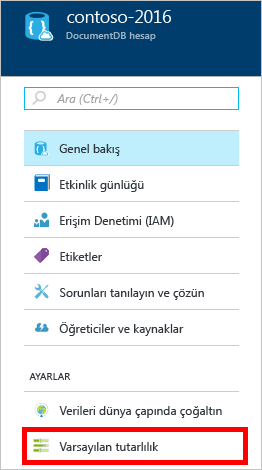 contoso-2016
DocumentDB hesap
Ara (Ctrl+/)
Genel bakış
Etkinlik günlüğü
Erişim Denetimi (IAM)
Etiketler
Sorunları tanılayın ve çözün
Öğreticiler ve kaynaklar
AYARLAR
Verileri dünya çapında çoğaltın
Varsayılan tutarlılık